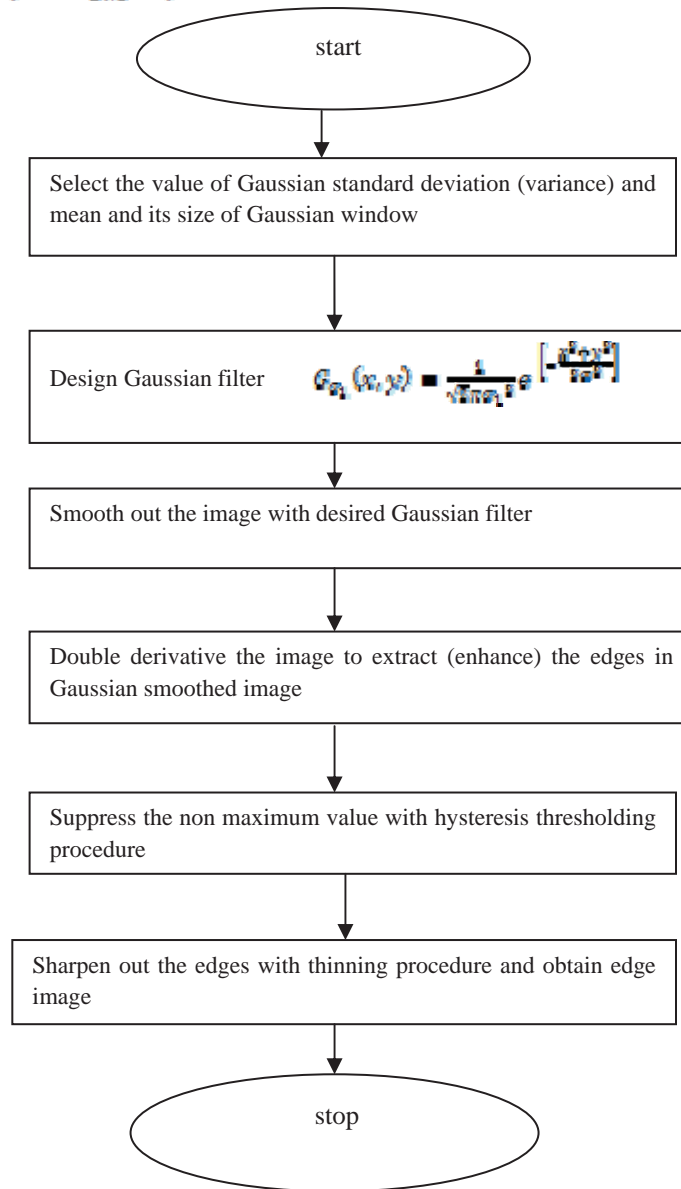 start
Select the value of Gaussian standard deviation (variance) and
mean and its size of Gaussian window
Design Gaussian filter
Smooth out the image with desired Gaussian filter
Double derivative the image to extract (enhance) the edges in
Gaussian smoothed image
Suppress the non maximum value with hysteresis thresholding
procedure
Sharpen out the edges with thinning procedure and obtain edge
image
stop